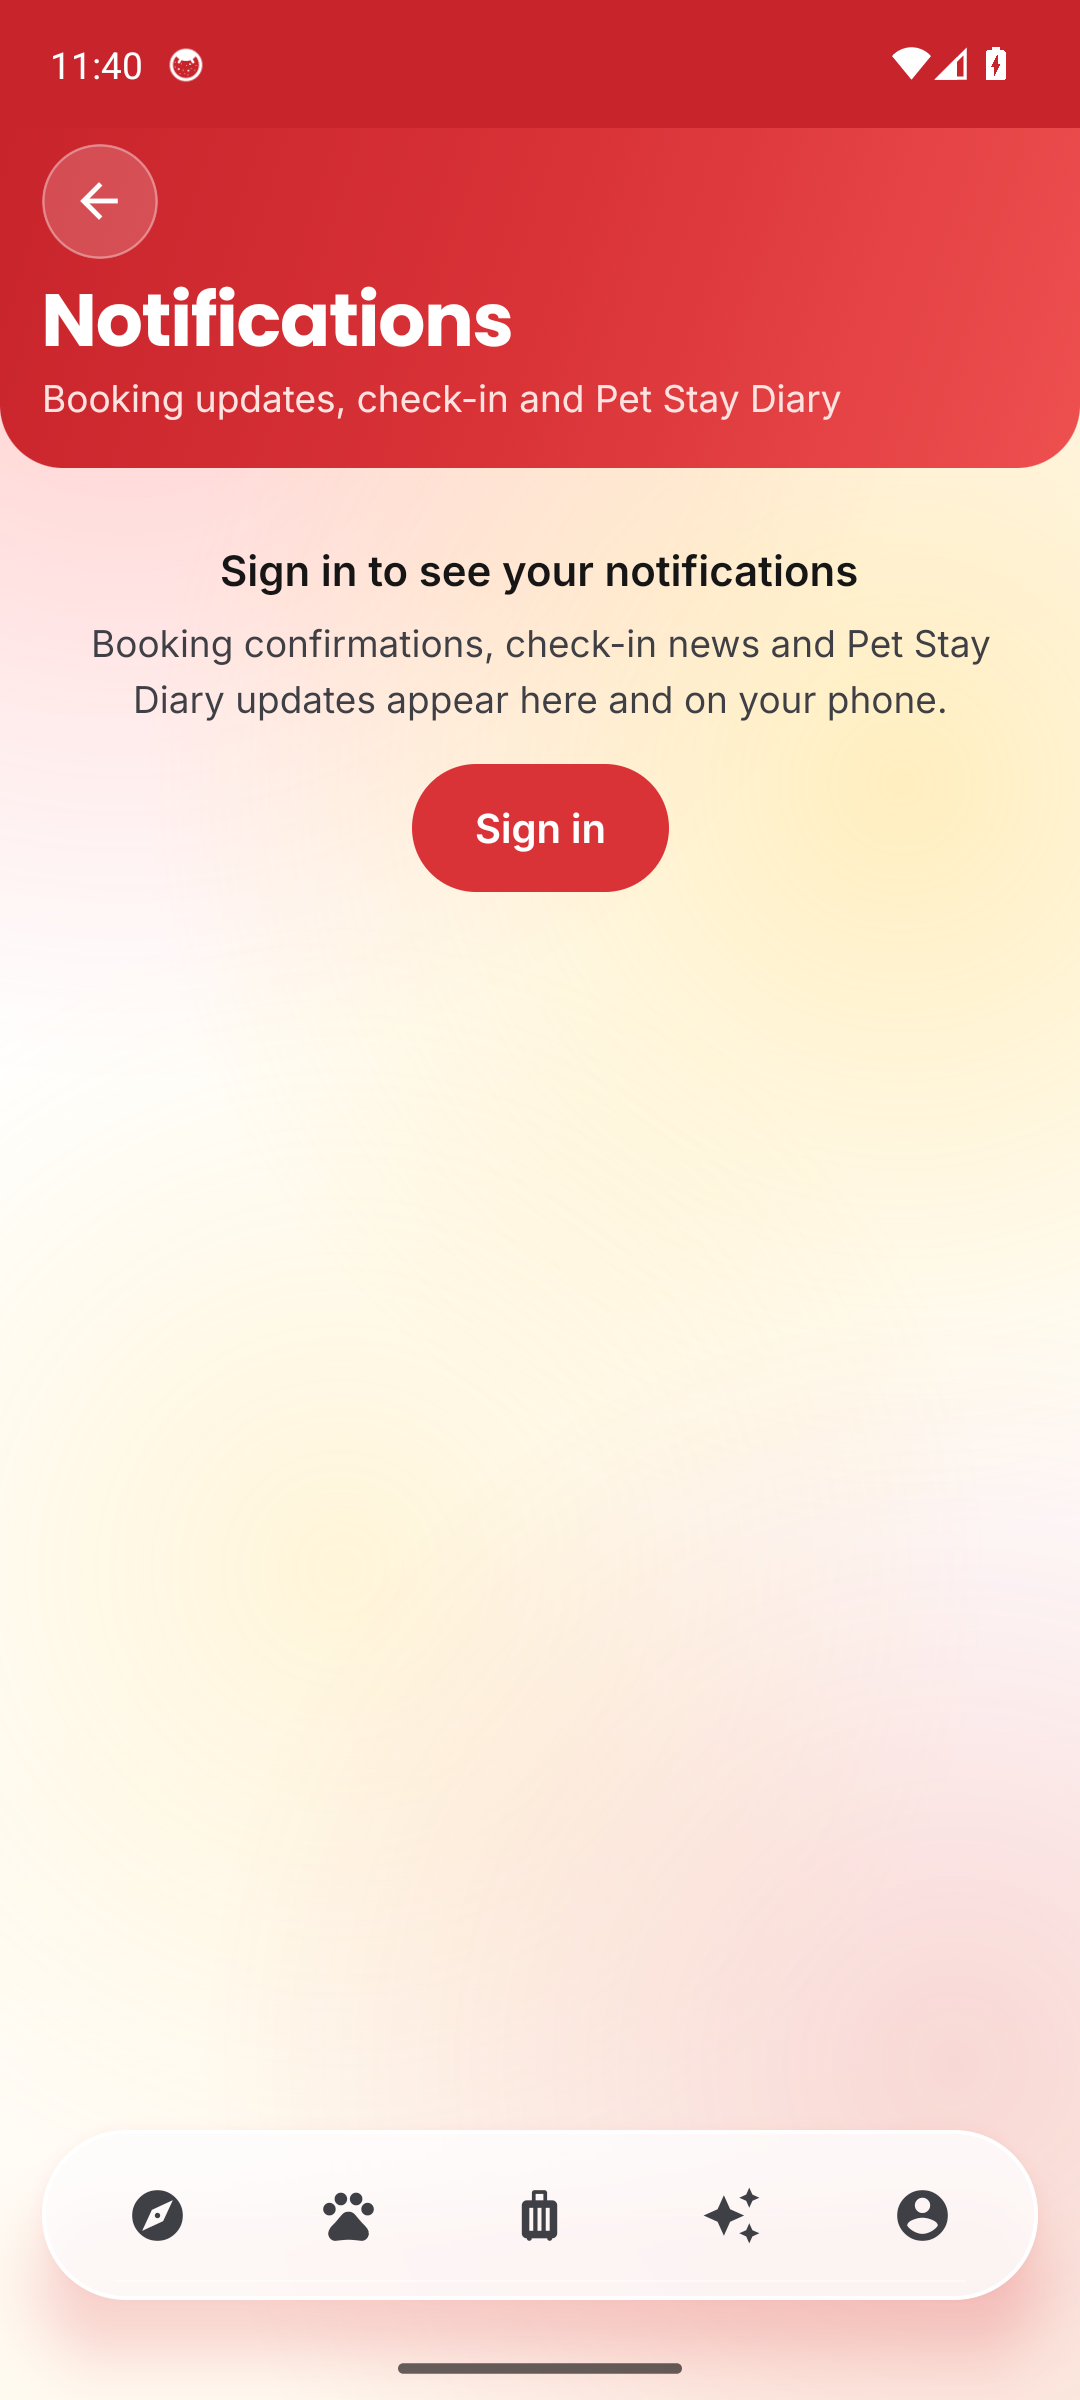 11:40
Notifications
Booking updates, check-in and Pet Stay Diary
Sign in to see your notifications
Booking confirmations, check-in news and Pet Stay
Diary updates appear here and on your phone.
Sign in